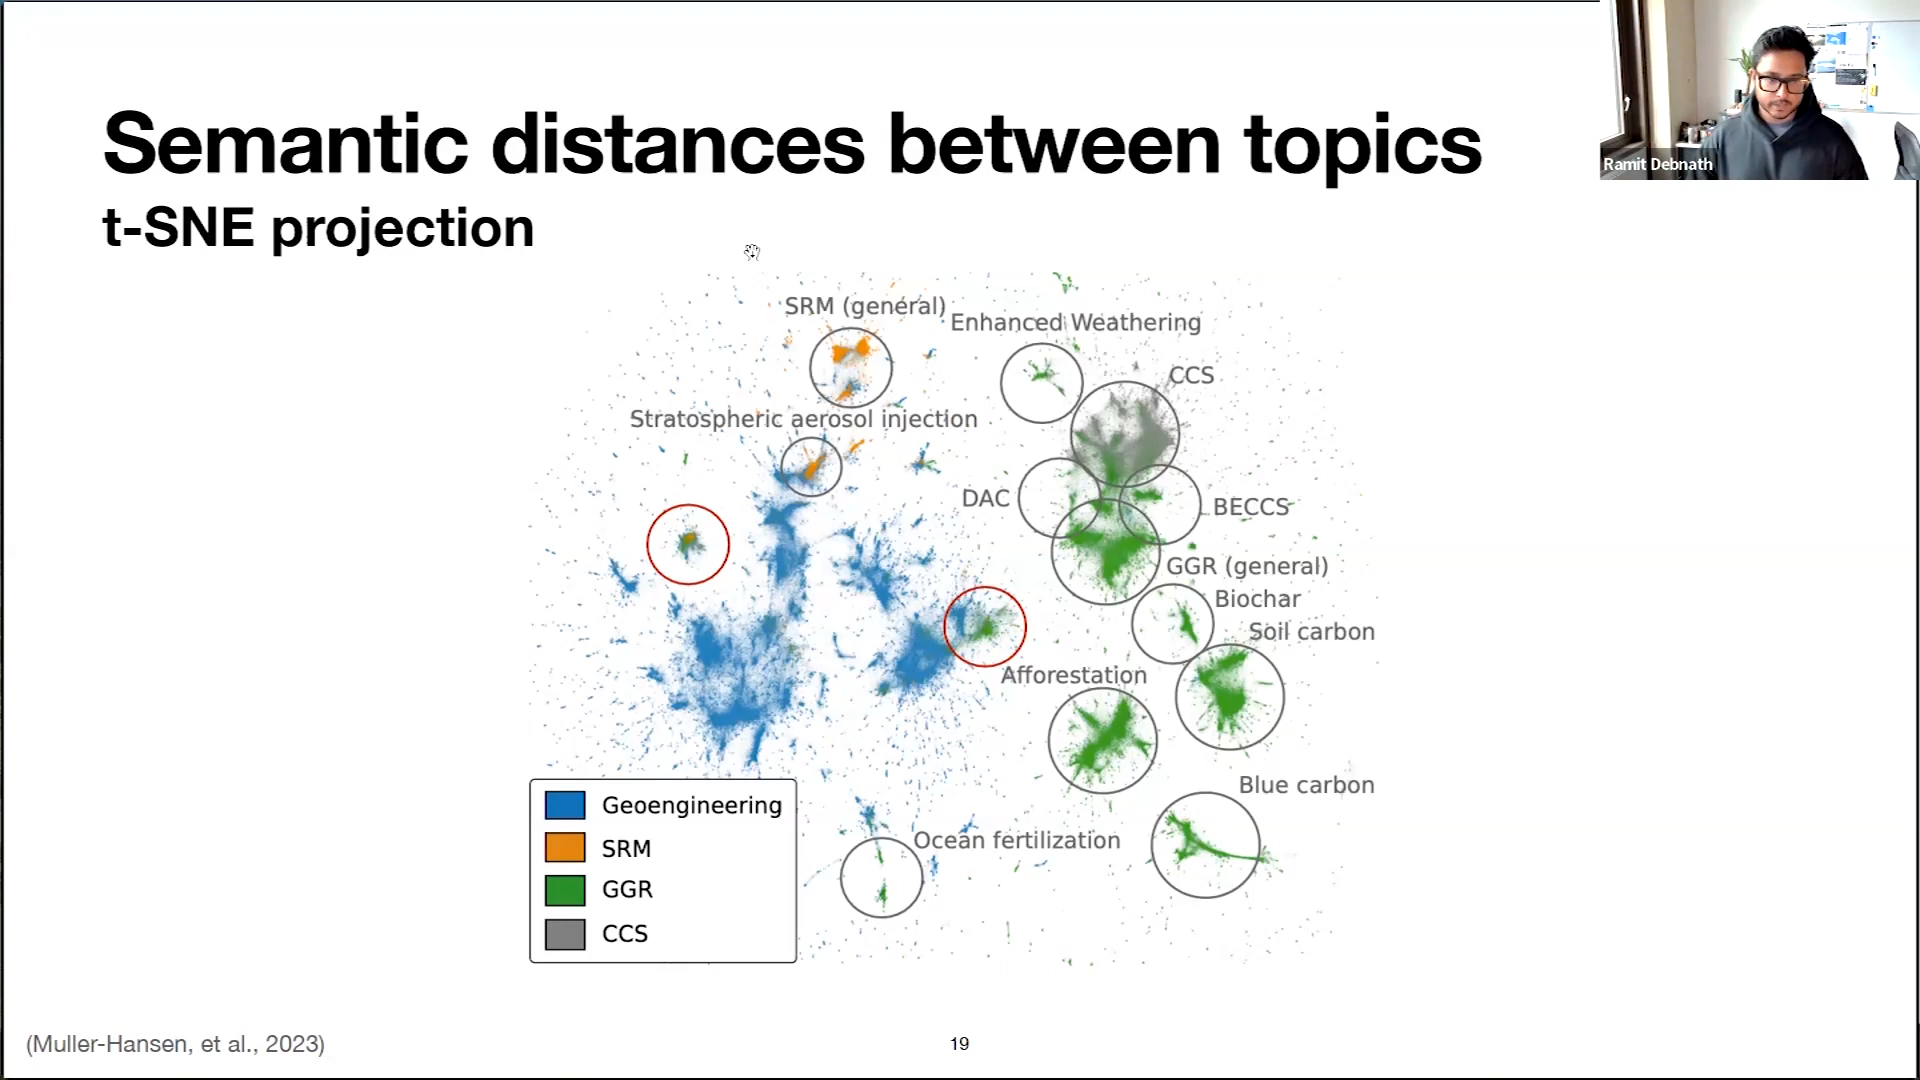 Semantic distances between topics
t-SNE projection
Ramit Debnath
SRM (general)
Enhanced Weathering
CCS
Stratospheric aerosol injection
DAC
BECCS
GGR (general)
Biochar
Soil carbon
Afforestation
Blue carbon
Ocean fertilization
Geoengineering
SRM
GGR
CCS
(Muller-Hansen, et al., 2023)
19